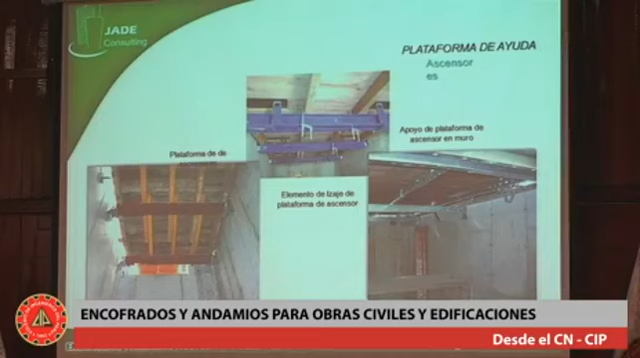 JADE
Consulting
PLATAFORMA DE AYUDA
Ascensor
es
Apoyo de plataforma de
ascensor en muro
Plataforma de de
Elemento de Izaje de
plataforma de ascensor
ENCOFRADOS Y ANDAMIOS PARA OBRAS CIVILES Y EDIFICACIONES
Desde el CN - CIP